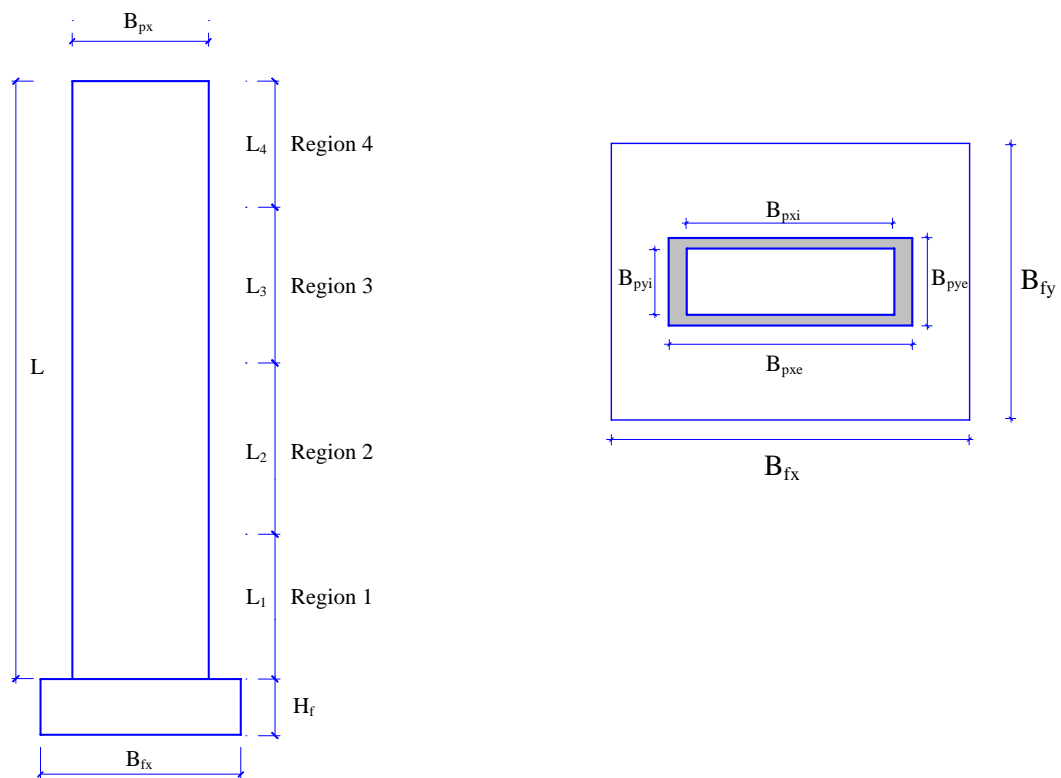 Bpx
L4 Region 4
L3 Region 3
L
L2 Region 2
L1 Region 1
Hf
Bfx
Bpxi
Bpyi
Bpye
Bfy
Bpxe
Bfx